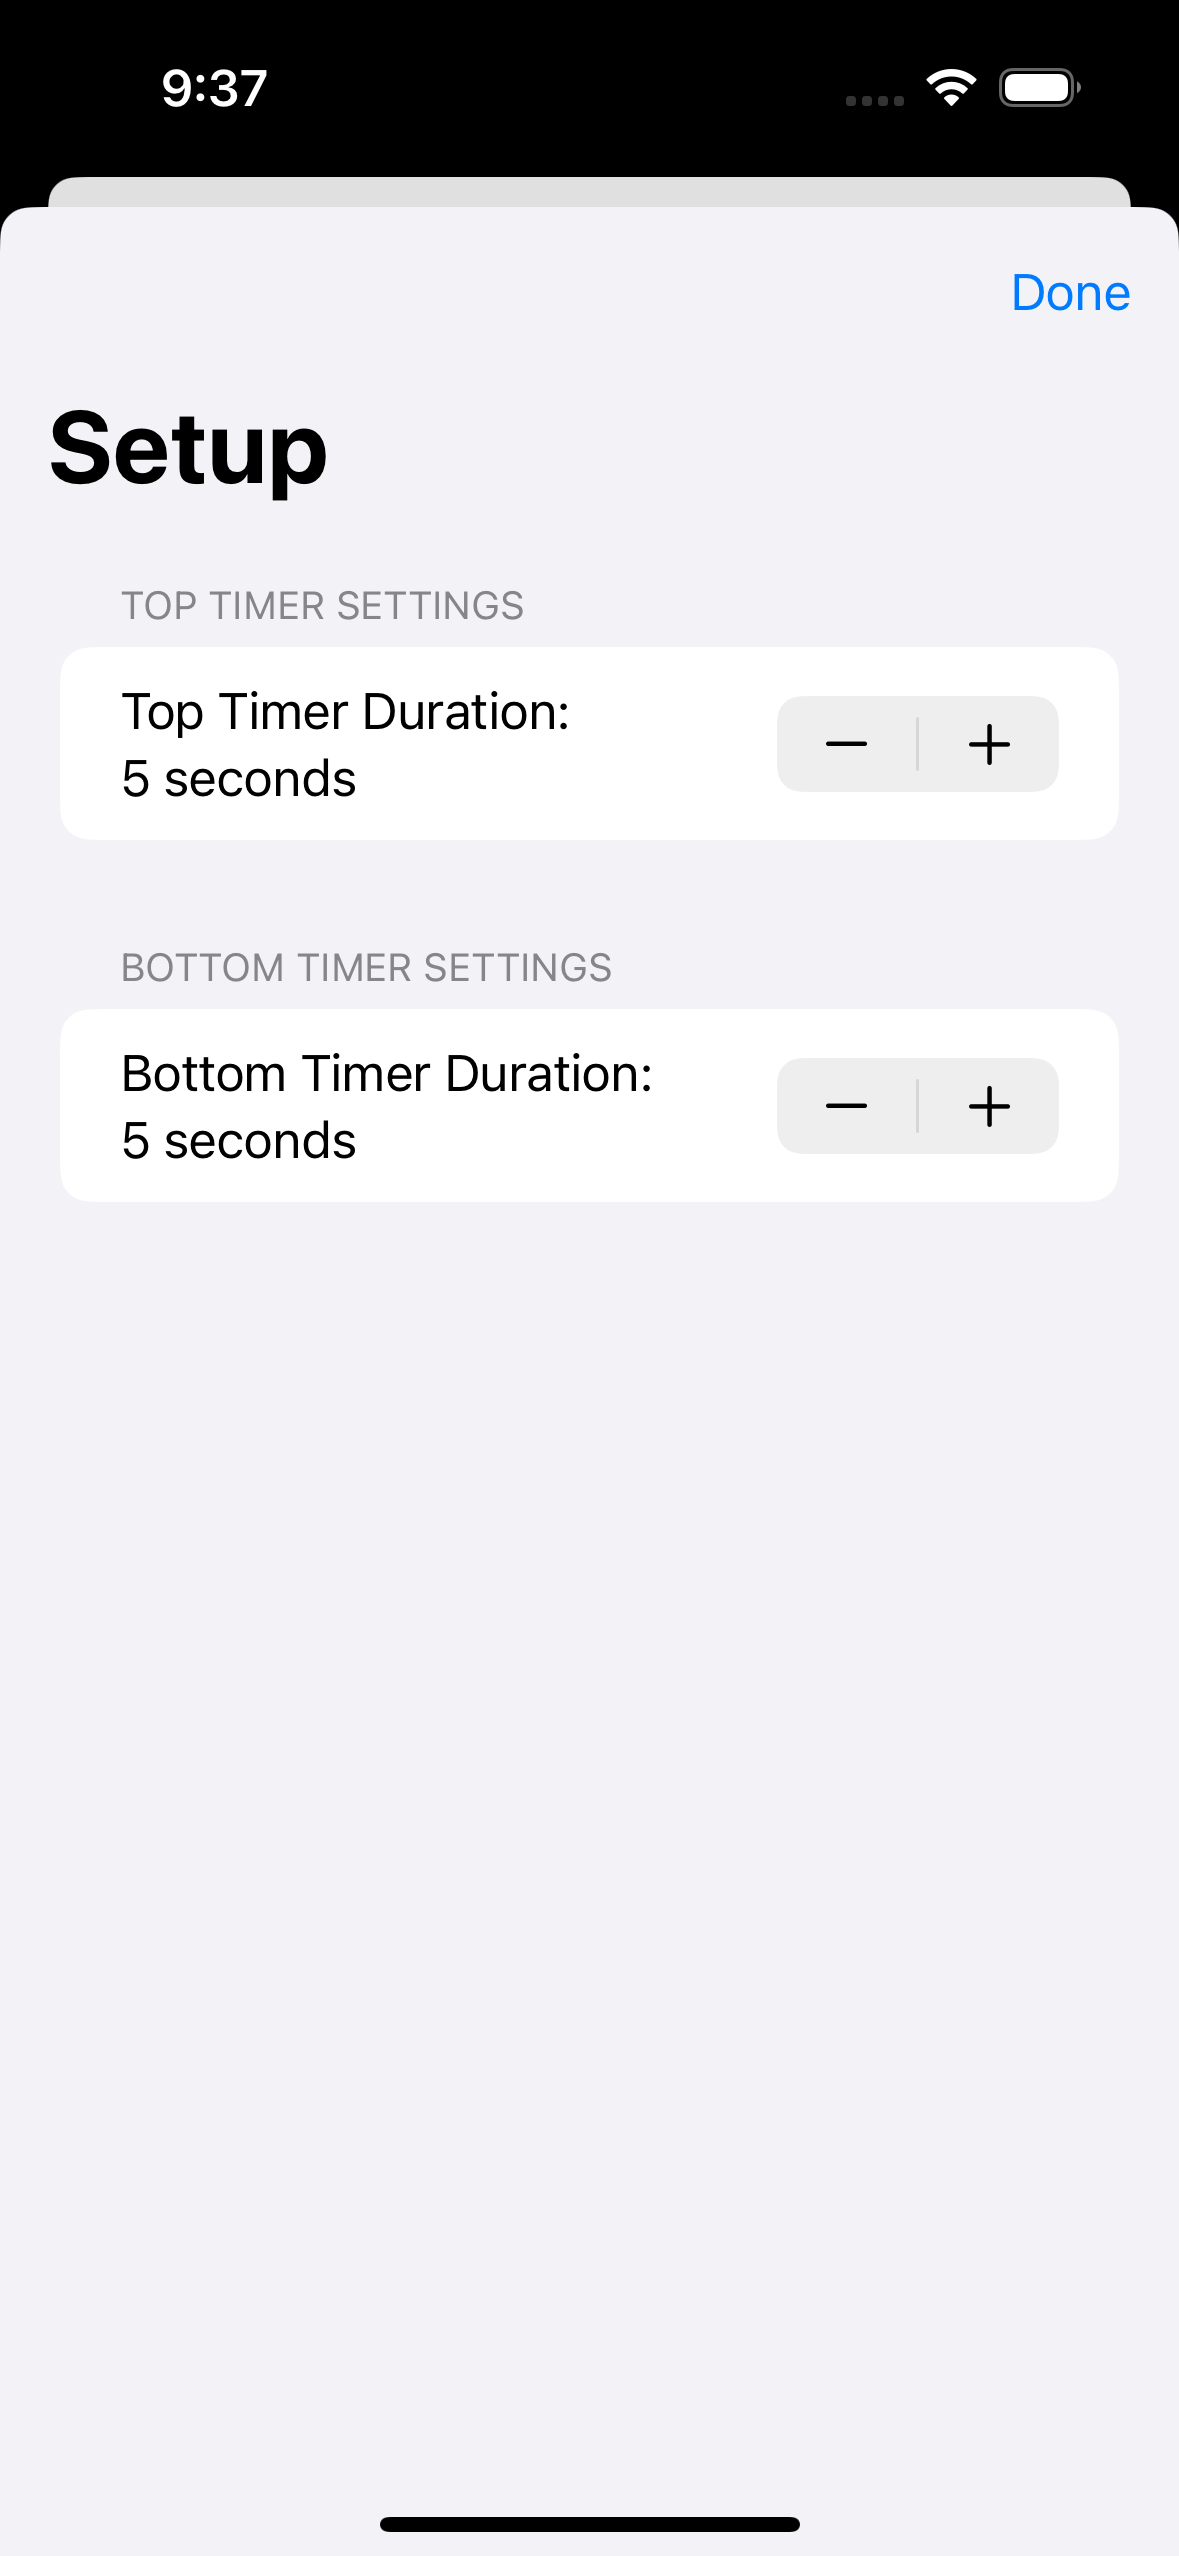 9:37
Done
Setup
TOP TIMER SETTINGS
Top Timer Duration:
5 seconds
BOTTOM TIMER SETTINGS
Bottom Timer Duration:
5 seconds